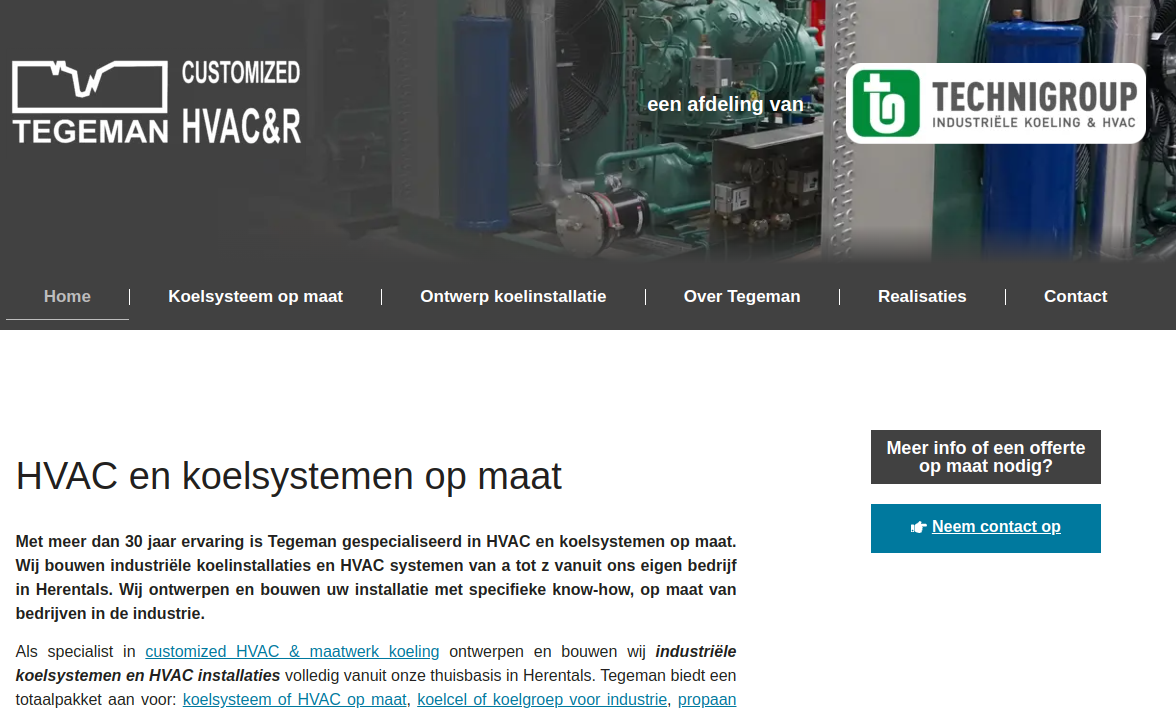 CUSTOMIZED
TEGEMAN HVAC&R
een afdeling van
TECHNIGROUP
INDUSTRIËLE KOELING & HVAC
Home
Koelsysteem op maat
Ontwerp koelinstallatie
Over Tegeman
Realisaties
Contact
HVAC en koelsystemen op maat
Met meer dan 30 jaar ervaring is Tegeman gespecialiseerd in HVAC en koelsystemen op maat.
Wij bouwen industriële koelinstallaties en HVAC systemen van a tot z vanuit ons eigen bedrijf
in Herentals. Wij ontwerpen en bouwen uw installatie met specifieke know-how, op maat van
bedrijven in de industrie.
Als specialist in customized HVAC & maatwerk koeling ontwerpen en bouwen wij industriële
koelsystemen en HVAC installaties volledig vanuit onze thuisbasis in Herentals. Tegeman biedt een
totaalpakket aan voor: koelsysteem of HVAC op maat, koelcel of koelgroep voor industrie, propaan
Meer info of een offerte
op maat nodig?
Neem contact op